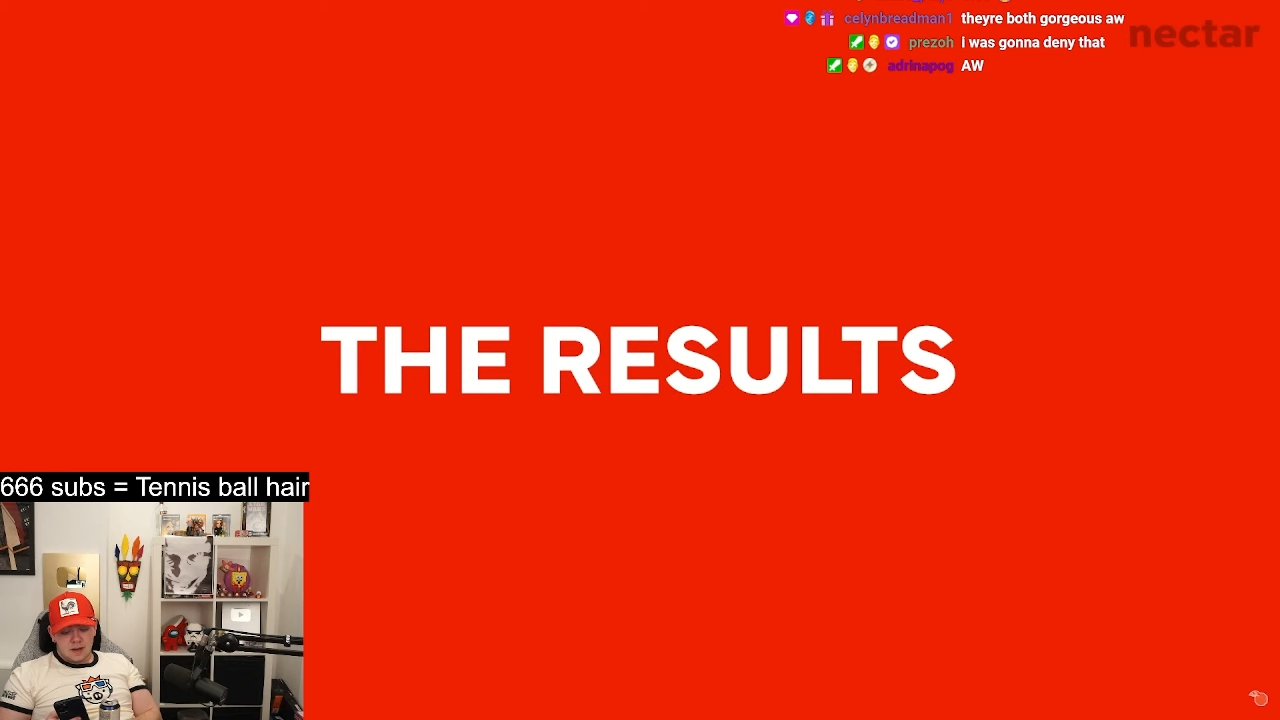 celynbreadman1 theyre both gorgeous aw
prezoh i was gonna deny that
adrinapog AW
nectar
THE RESULTS
666 subs = Tennis ball hair